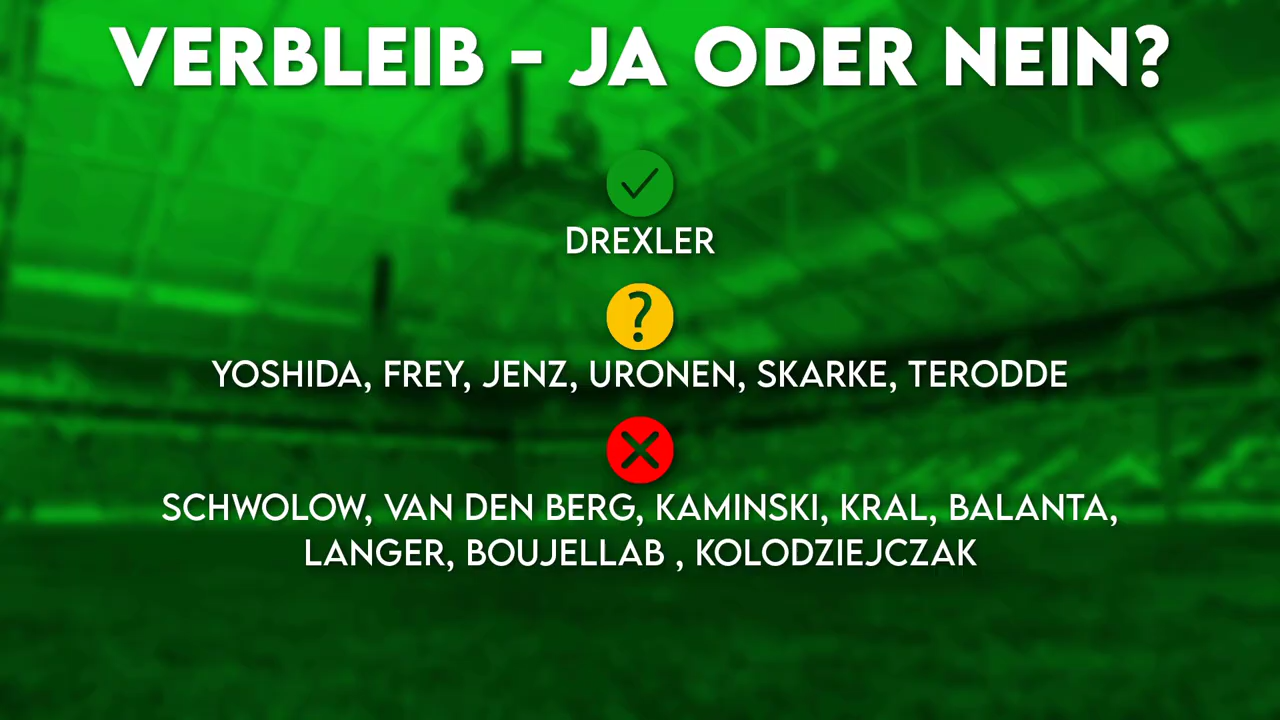 VERBLEIB - JA ODER NEIN?
DREXLER
?
YOSHIDA, FREY, JENZ, URONEN, SKARKE, TERODDE
SCHWOLOW, VAN DEN BERG, KAMINSKI, KRAL, BALANTA,
LANGER, BOUJELLAB , KOLODZIEJCZAK